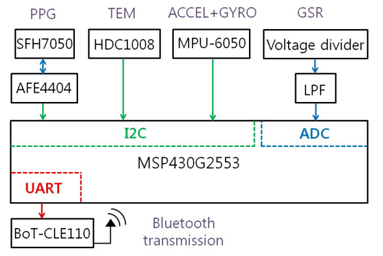 PPG TEM ACCEL+GYRO GSR
SFH7050 HDC1008 MPU-6050 Voltage divider
AFE4404 LPF
I2C ADC
MSP430G2553
UART
BoT-CLE110 Bluetooth
transmission